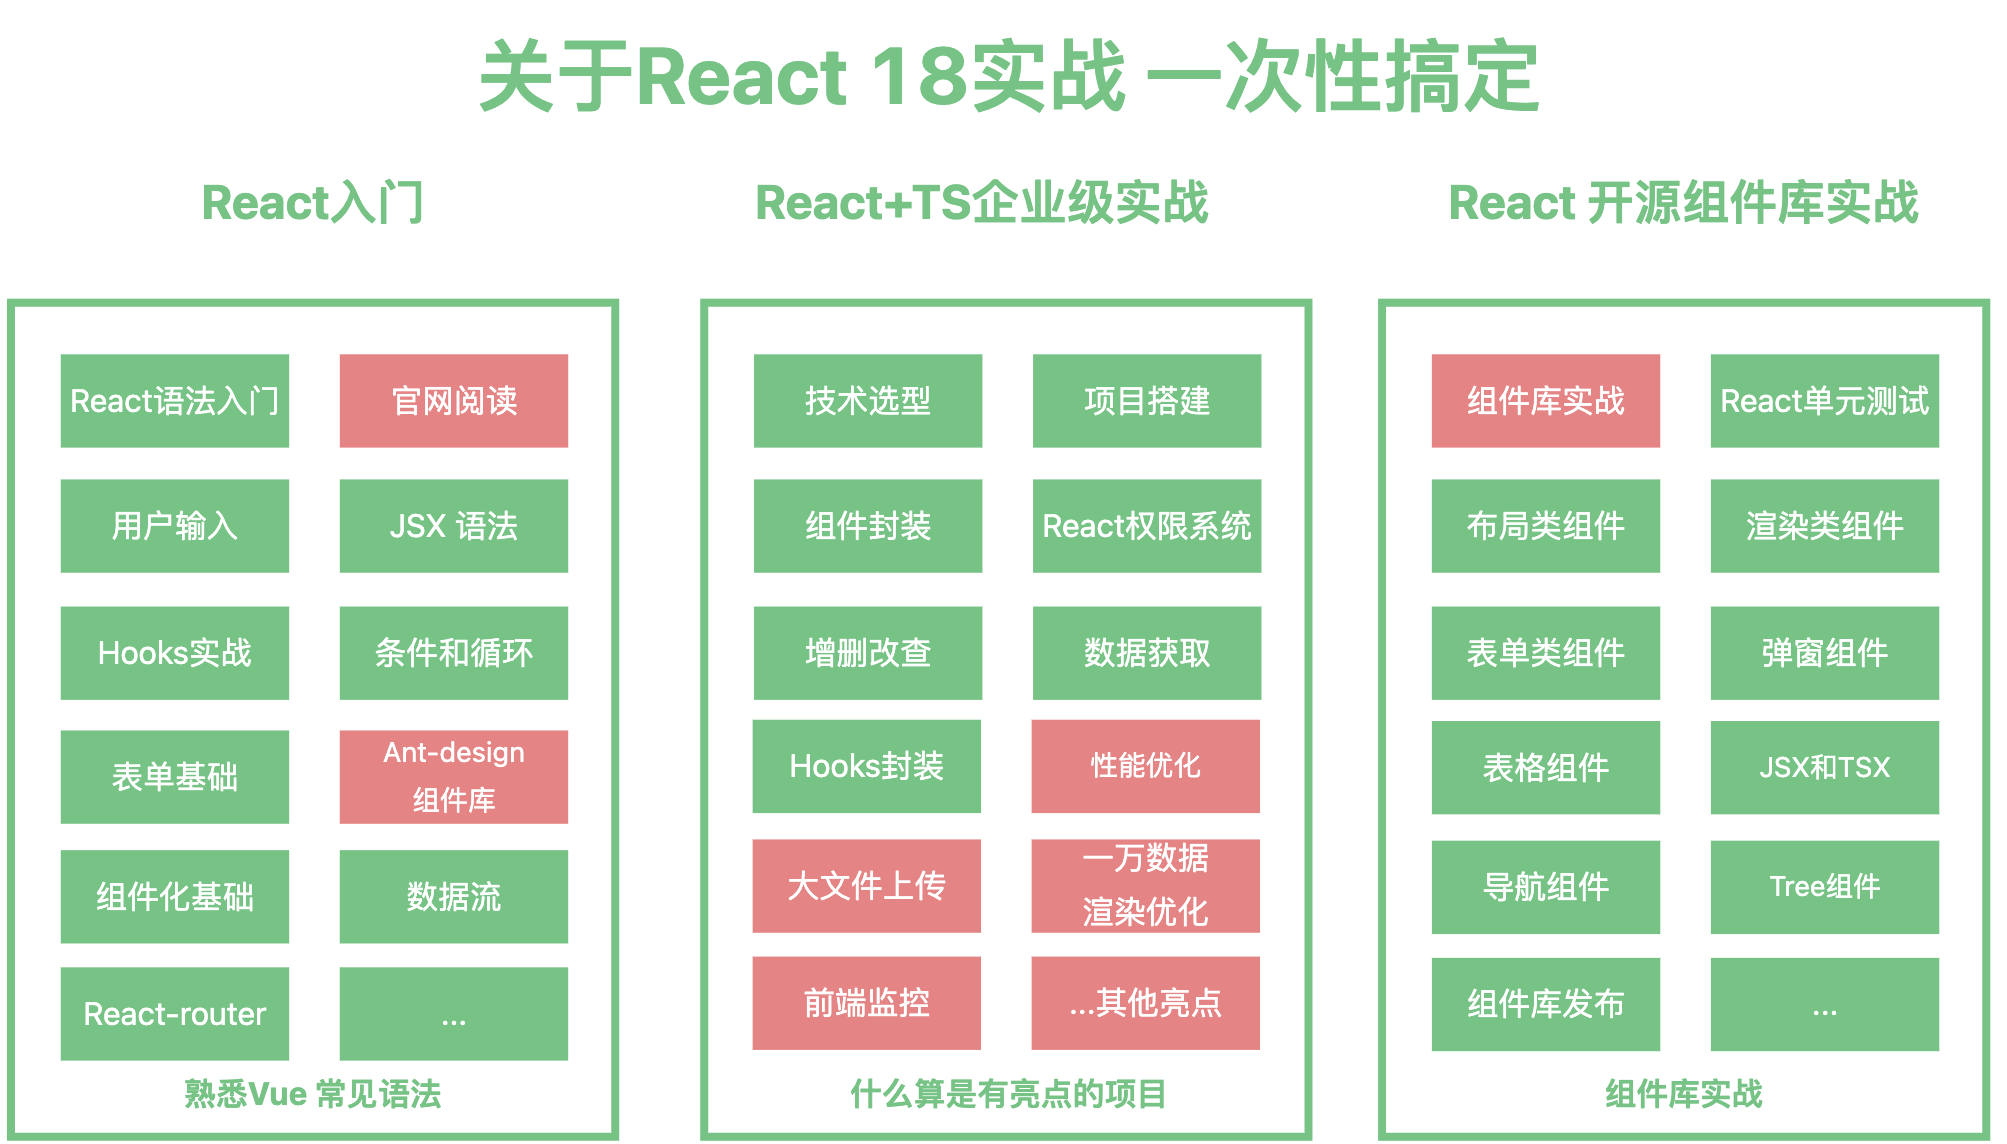 关于React 18实战 一次性搞定
React入门
React语法入门
官网阅读
用户输入
JSX 语法
Hooks实战
条件和循环
表单基础
Ant-design
组件库
组件化基础
数据流
React-router
...
熟悉Vue 常见语法
React+TS企业级实战
技术选型
项目搭建
组件封装
React权限系统
增删改查
数据获取
Hooks封装
性能优化
大文件上传
一万数据
渲染优化
前端监控
...其他亮点
什么算是有亮点的项目
React 开源组件库实战
组件库实战
React单元测试
布局类组件
渲染类组件
表单类组件
弹窗组件
表格组件
JSX和TSX
导航组件
Tree组件
组件库发布
...
组件库实战